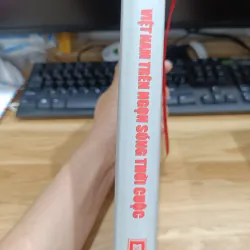 VIỆT NAM TRÊN NGỌN SÓNG THỜI CUỘC